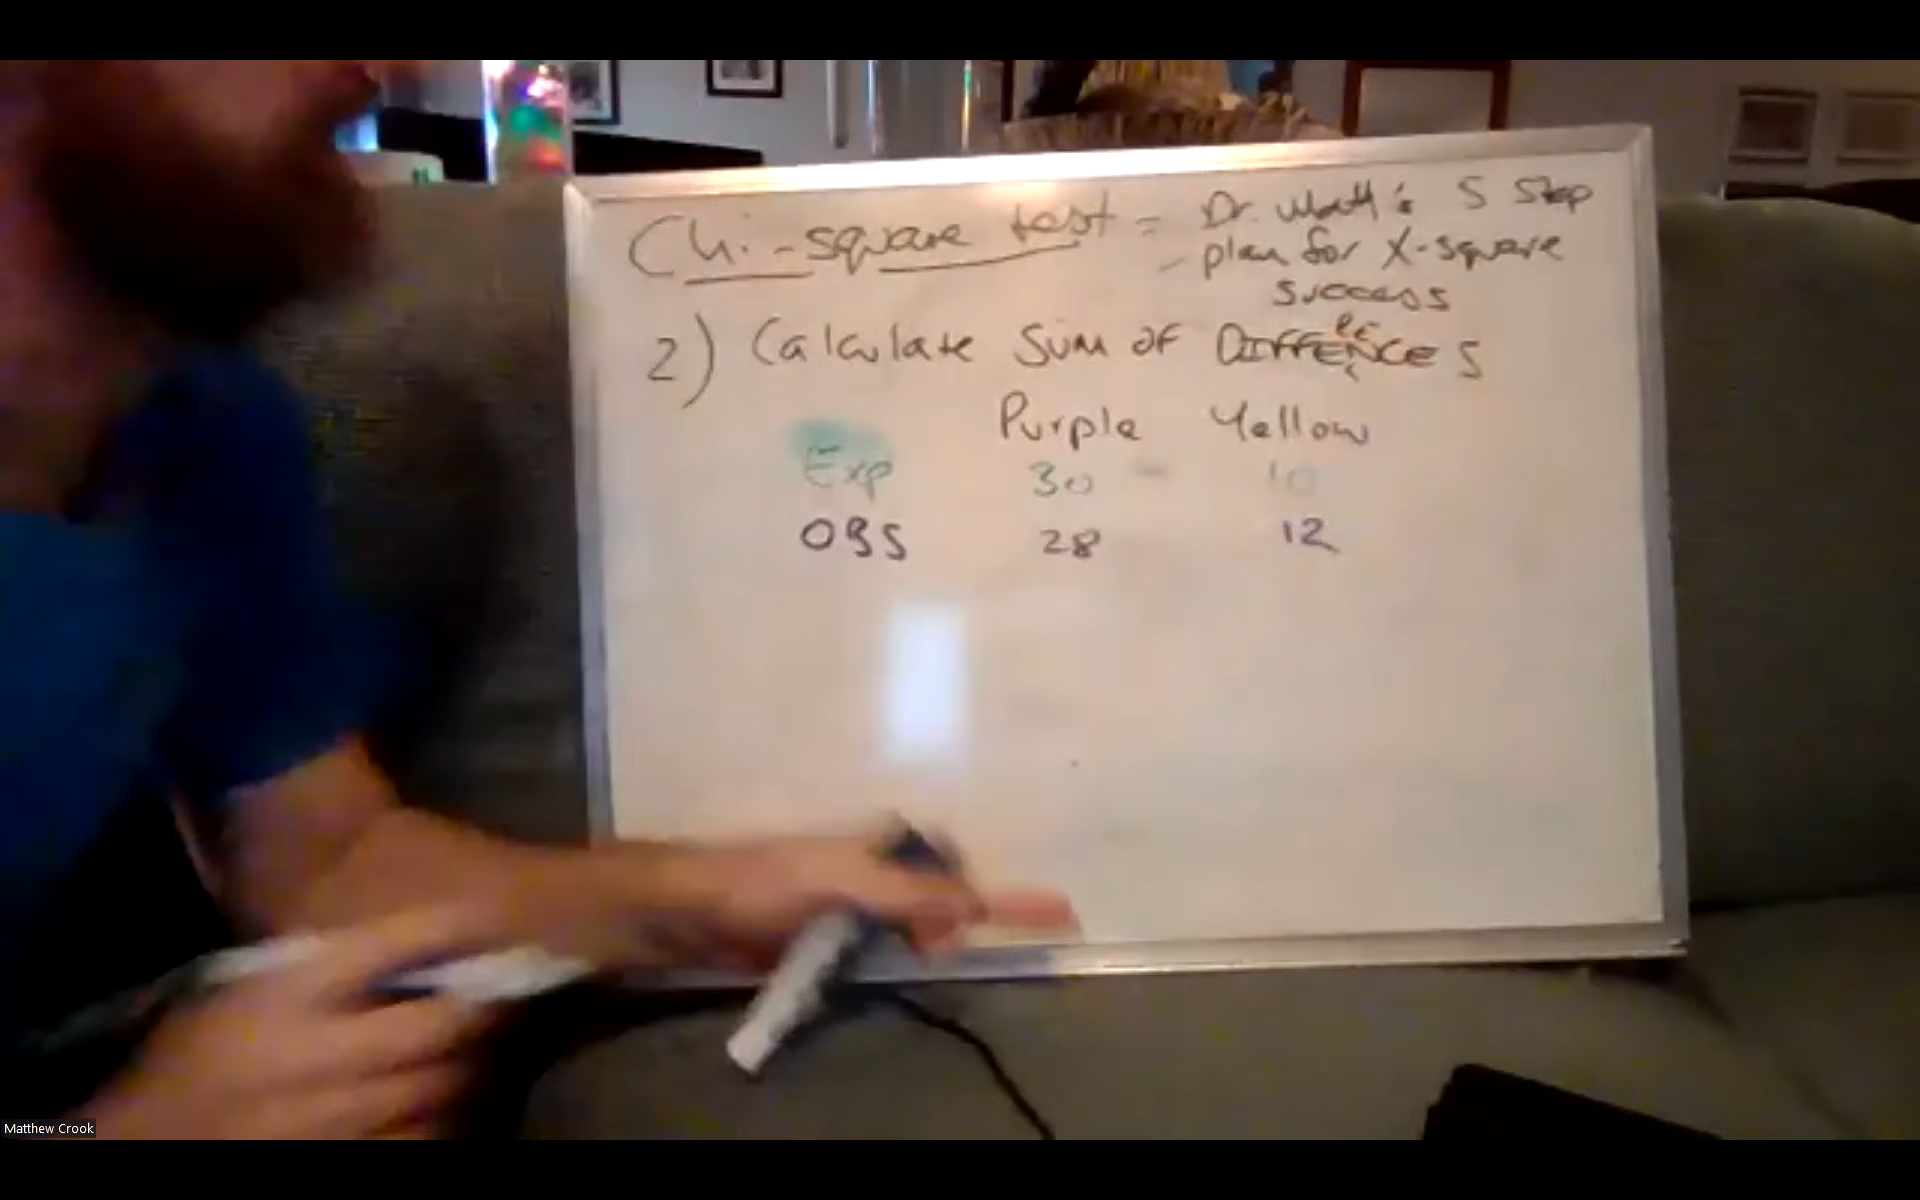 Chi-square test = Dr. Matt's 5 Step
- plan for X-square
success
2) Calculate Sum of DIFFERENCES
Purple Yellow
Exp 30 10
OBS 28 12
Matthew Crook